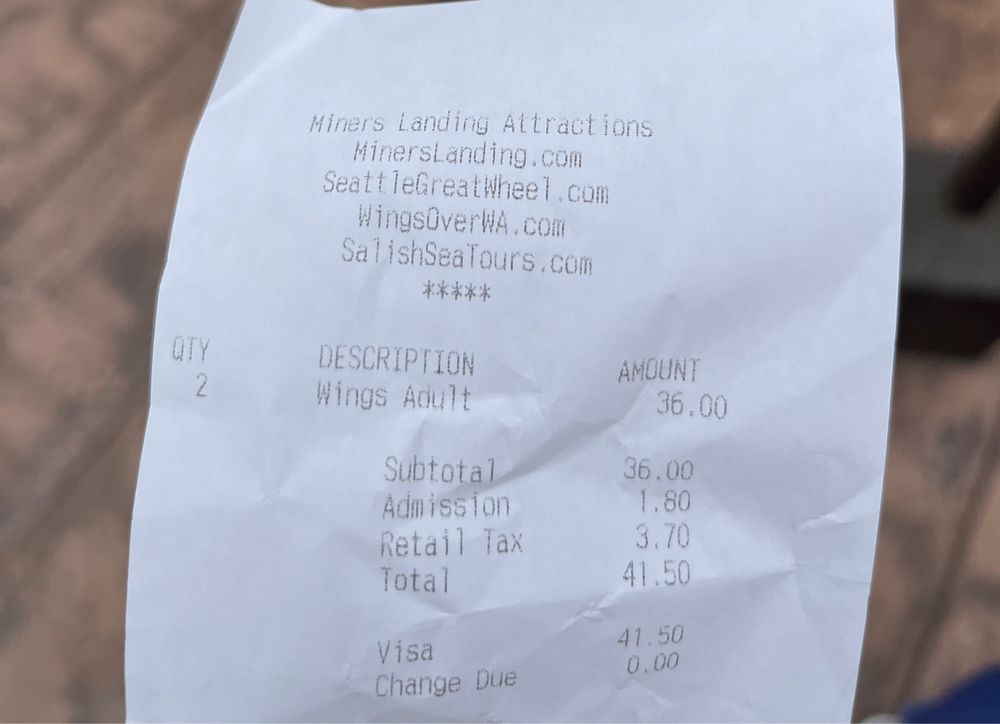 Miners Landing Attractions
MinersLanding.com
SeattleGreatWheel.com
WingsOverWA.com
SalishSeaTours.com
*****
QTY DESCRIPTION AMOUNT
2 Wings Adult 36.00
Subtotal 36.00
Admission 1.80
Retail Tax 3.70
Total 41.50
Visa 41.50
Change Due 0.00